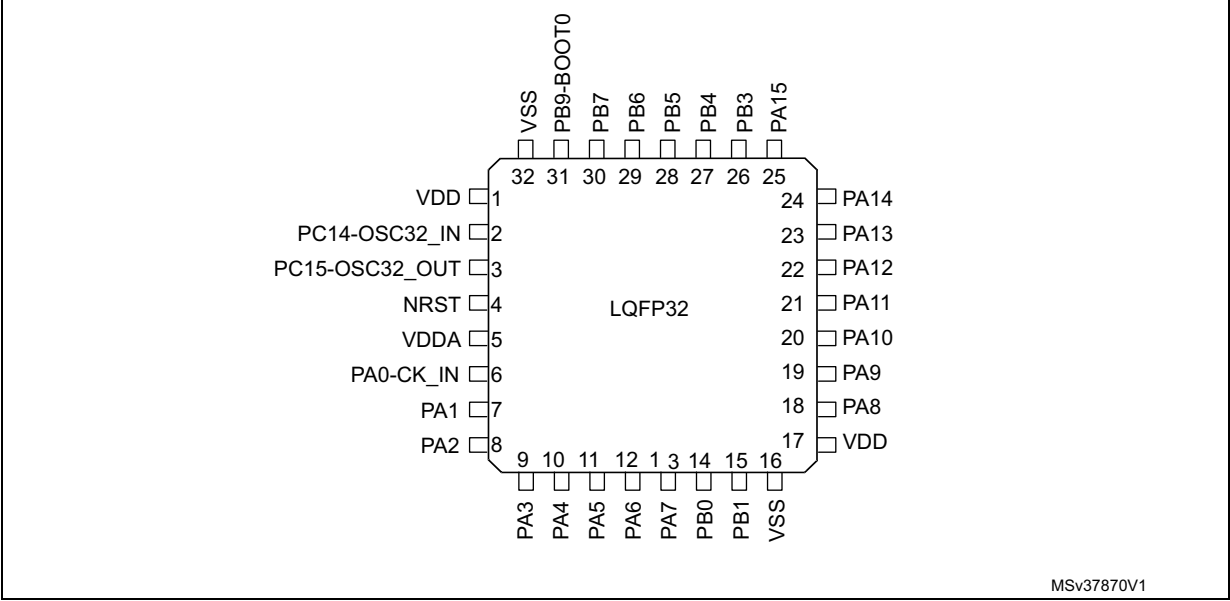 VSS
PB9-BOOT0
PB7
PB6
PB5
PB4
PB3
PA15
32 31 30 29 28 27 26 25
VDD 1
PC14-OSC32_IN 2
PC15-OSC32_OUT 3
NRST 4
VDDA 5
PA0-CK_IN 6
PA1 7
PA2 8
LQFP32
24 PA14
23 PA13
22 PA12
21 PA11
20 PA10
19 PA9
18 PA8
17 VDD
9 10 11 12 1 3 14 15 16
PA3
PA4
PA5
PA6
PA7
PB0
PB1
VSS
MSv37870V1